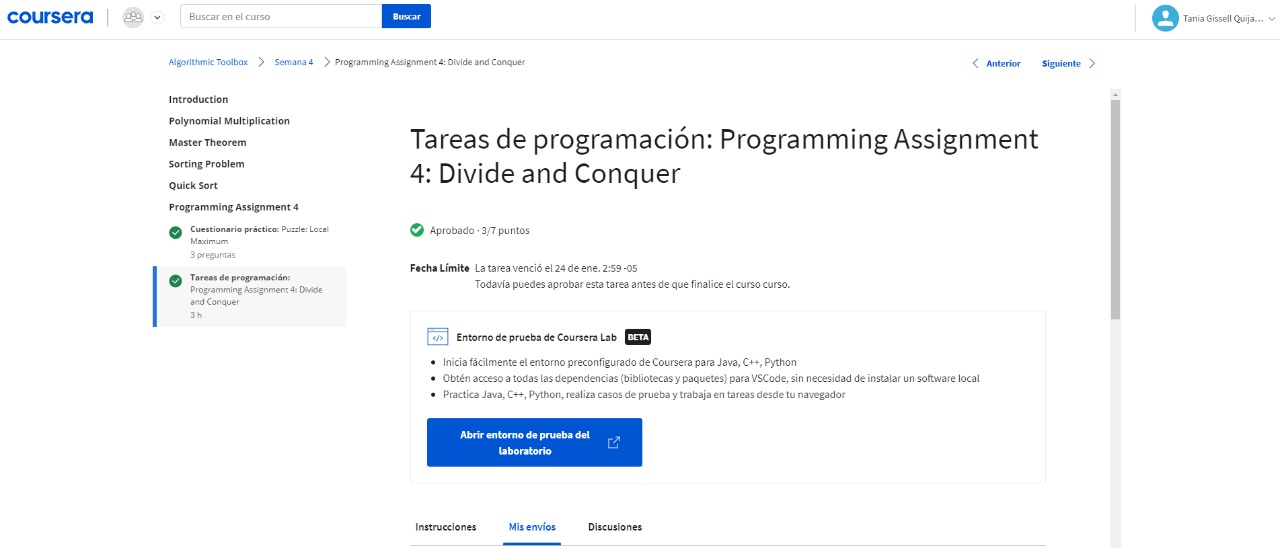 coursera
Buscar en el curso
Buscar
Tania Gissell Quija...
Algorithmic Toolbox
Semana 4
Programming Assignment 4: Divide and Conquer
Anterior
Siguiente
Introduction
Polynomial Multiplication
Master Theorem
Sorting Problem
Quick Sort
Programming Assignment 4
Cuestionario práctico: Puzzle: Local
Maximum
3 preguntas
Tareas de programación:
Programming Assignment 4: Divide
and Conquer
3 h
Tareas de programación: Programming Assignment
4: Divide and Conquer
Aprobado · 3/7 puntos
Fecha Límite La tarea venció el 24 de ene. 2:59 -05
Todavía puedes aprobar esta tarea antes de que finalice el curso curso.
</> Entorno de prueba de Coursera Lab BETA
• Inicia fácilmente el entorno preconfigurado de Coursera para Java, C++, Python
• Obtén acceso a todas las dependencias (bibliotecas y paquetes) para VSCode, sin necesidad de instalar un software local
• Practica Java, C++, Python, realiza casos de prueba y trabaja en tareas desde tu navegador
Abrir entorno de prueba del
laboratorio
Instrucciones
Mis envíos
Discusiones